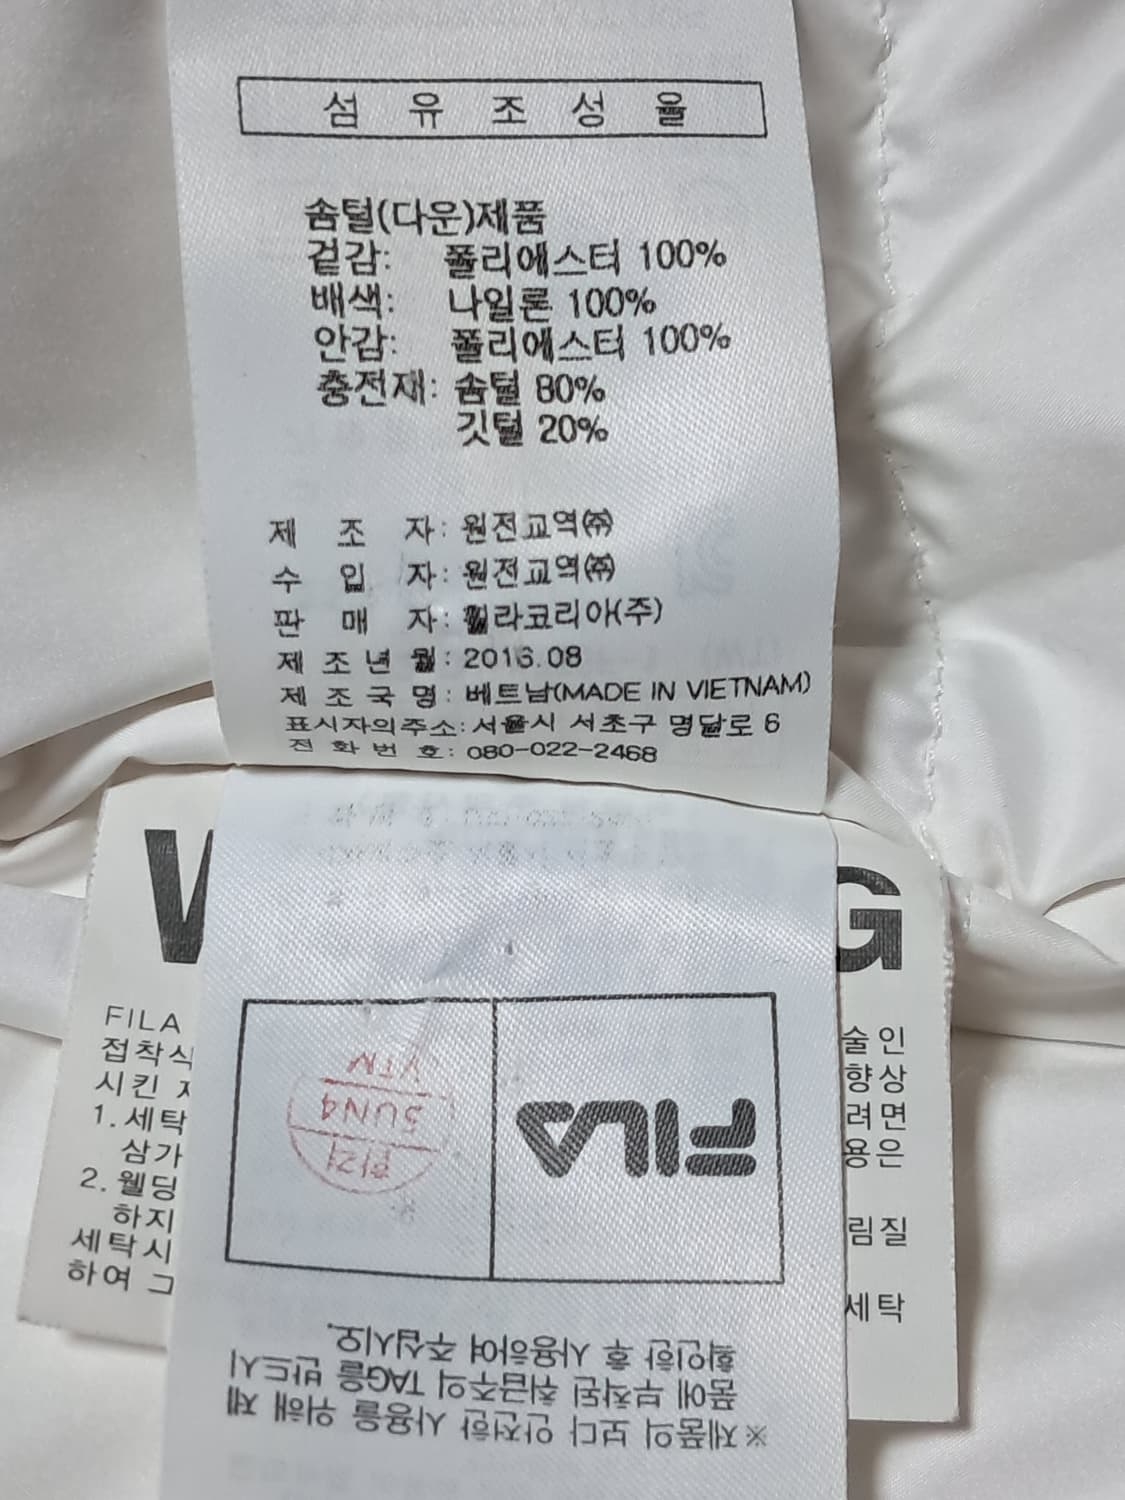 섬 유 조 성 율
솜털(다운)제품
겉감: 폴리에스터 100%
배색: 나일론 100%
안감: 폴리에스터 100%
충전재: 솜털 80%
깃털 20%
제 조 자: 원전교역㈜
수 입 자: 원전교역㈜
판 매 자: 휠라코리아(주)
제 조 년 월: 2016.08
제 조 국 명: 베트남(MADE IN VIETNAM)
표시자의주소: 서울시 서초구 명달로 6
전 화 번 호: 080-022-2468
W G
FILA
접착식 술인
시킨 향상
1. 세탁 려면
삼가 용은
2. 웰딩
하지 림질
세탁시
하여 그 세탁
※제품의 보다 안전한 사용을 위해 제
품에 부착된 취급주의 TAG을 반드시
확인한 후 사용하여 주십시오.
FILA
SUN4
VTN